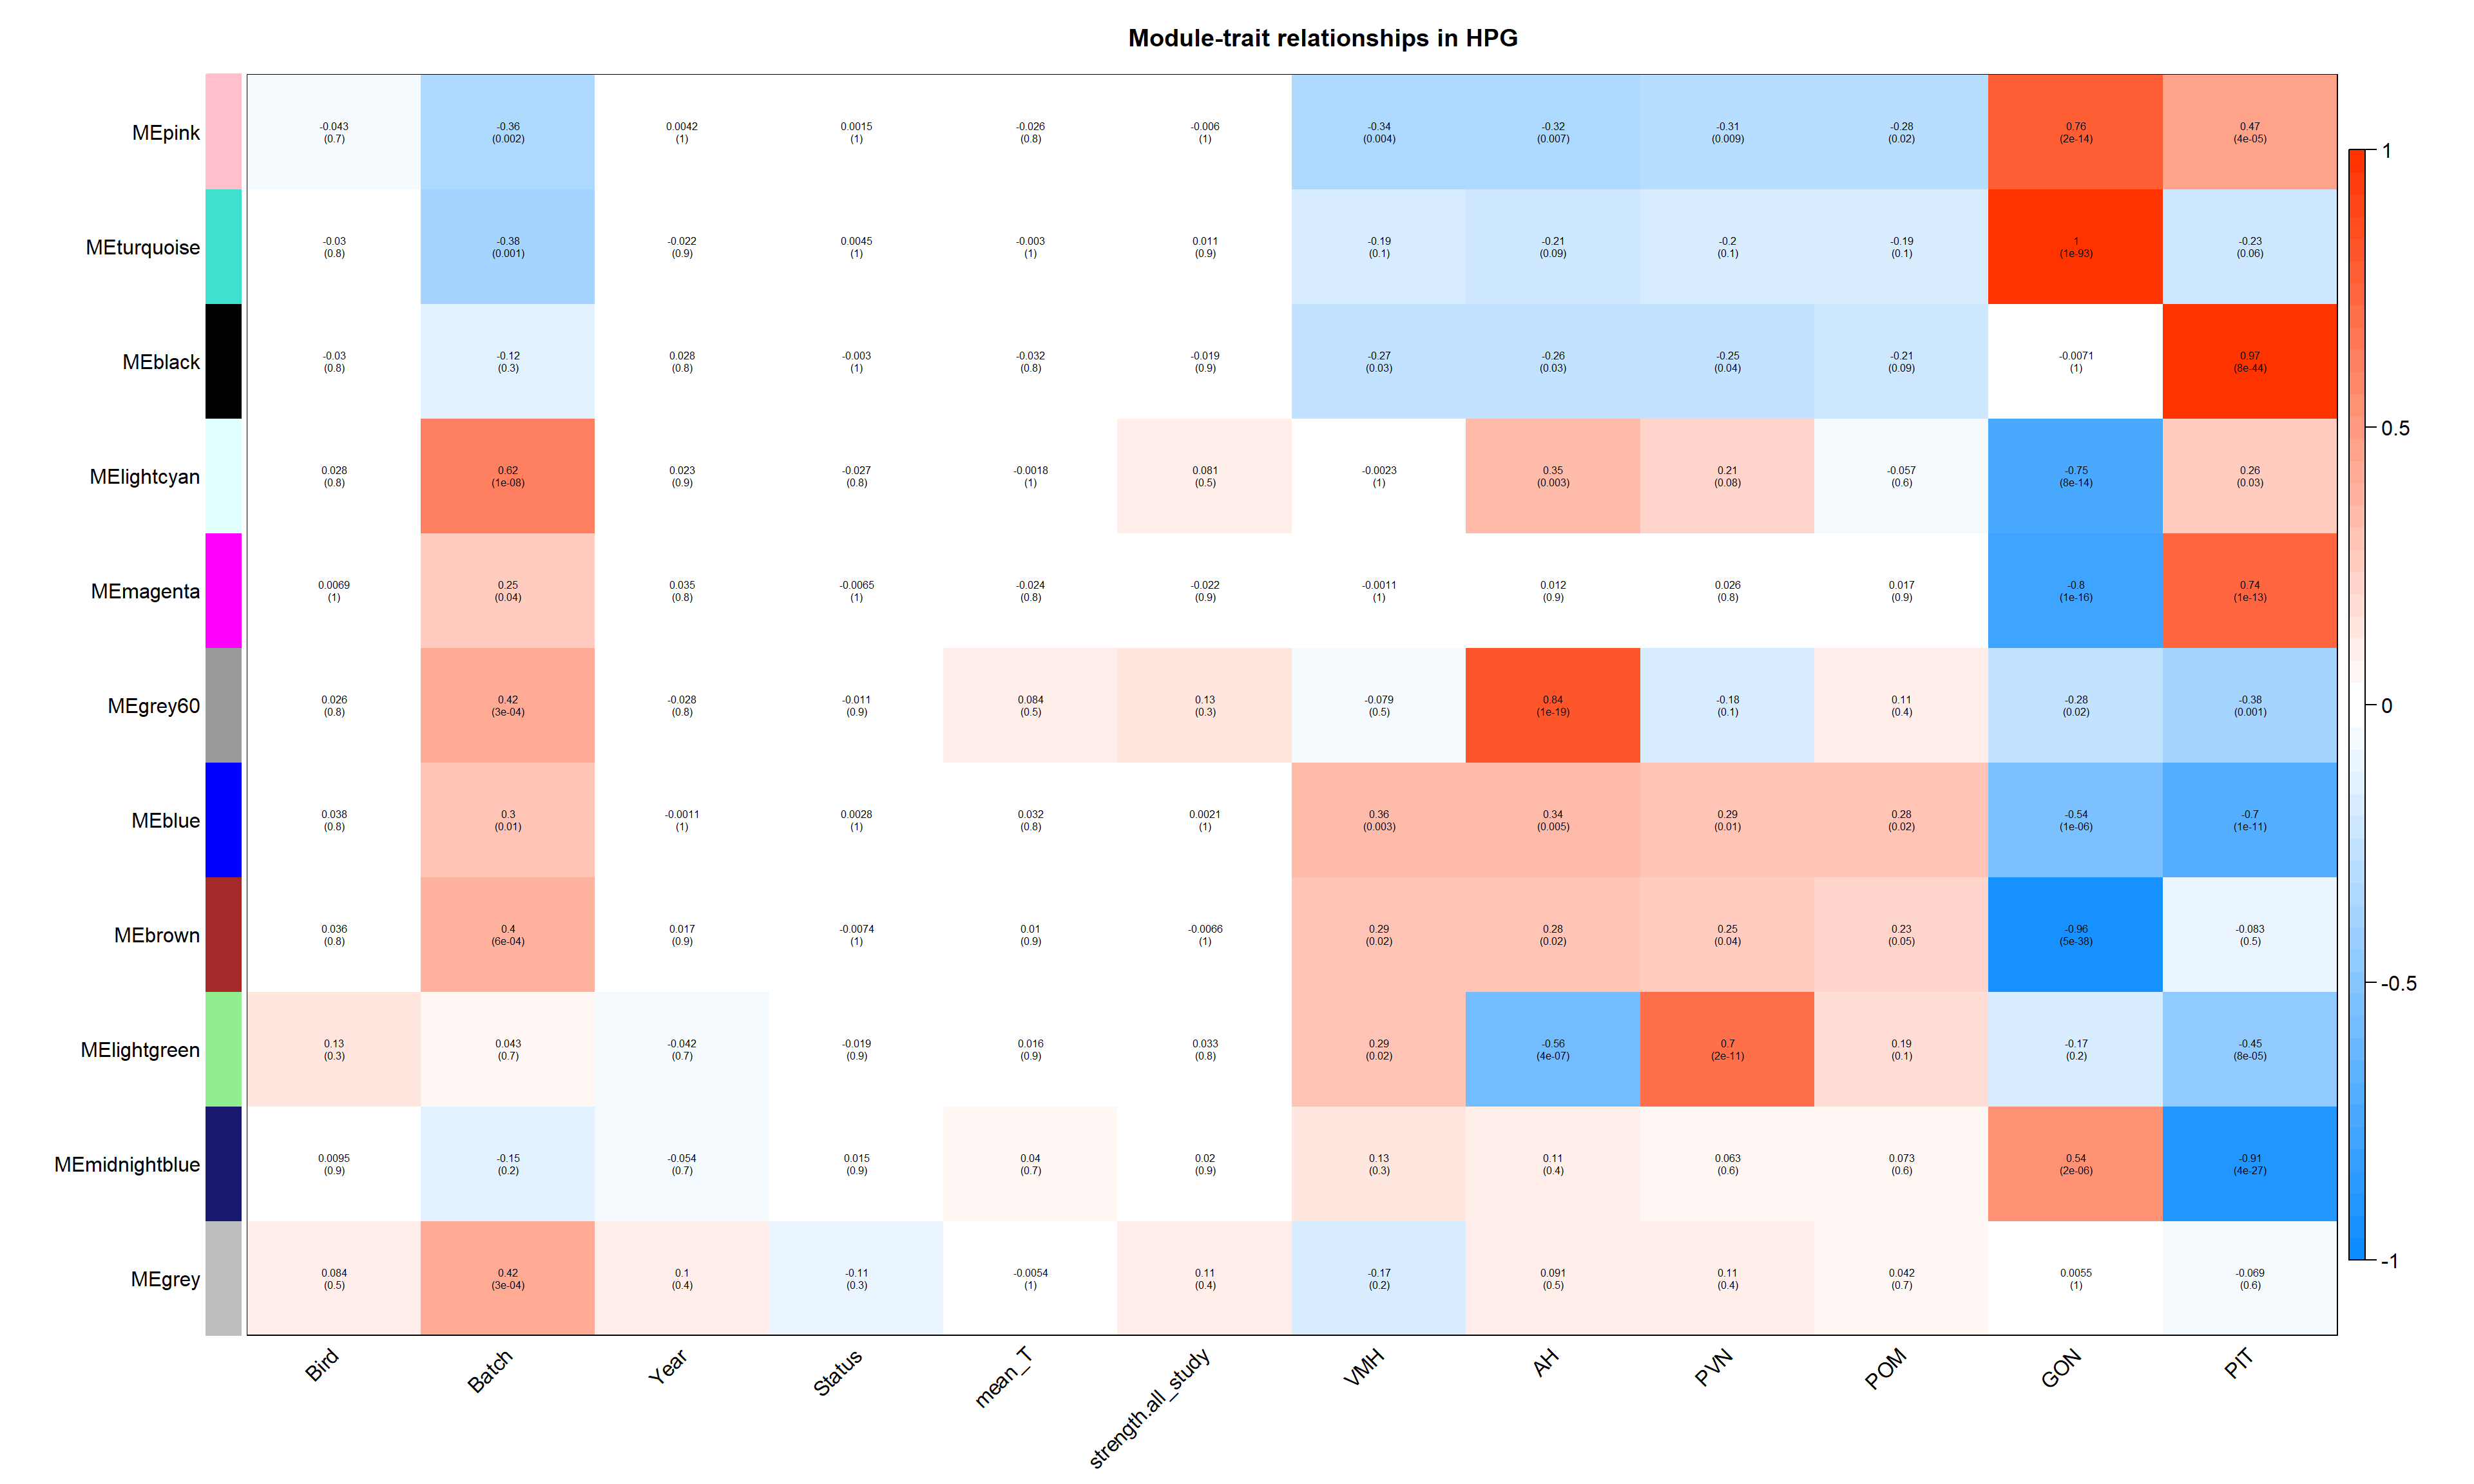 Module-trait relationships in HPG
MEpink -0.043 -0.36 0.0042 0.0015 -0.026 -0.006 -0.34 -0.32 -0.31 -0.28 0.76 0.47
(0.7) (0.002) (1) (1) (0.8) (1) (0.004) (0.007) (0.009) (0.02) (2e-14) (4e-05)
MEturquoise -0.03 -0.38 -0.022 0.0045 -0.003 0.011 -0.19 -0.21 -0.2 -0.19 1 -0.23
(0.8) (0.001) (0.9) (1) (1) (0.9) (0.1) (0.09) (0.1) (0.1) (1e-93) (0.06)
MEblack -0.03 -0.12 0.028 -0.003 -0.032 -0.019 -0.27 -0.26 -0.25 -0.21 -0.0071 0.97
(0.8) (0.3) (0.8) (1) (0.8) (0.9) (0.03) (0.03) (0.04) (0.09) (1) (8e-44)
MElightcyan 0.028 0.62 0.023 -0.027 -0.0018 0.081 -0.0023 0.35 0.21 -0.057 -0.75 0.26
(0.8) (1e-08) (0.9) (0.8) (1) (0.5) (1) (0.003) (0.08) (0.6) (8e-14) (0.03)
MEmagenta 0.0069 0.25 0.035 -0.0065 -0.024 -0.022 -0.0011 0.012 0.026 0.017 -0.8 0.74
(1) (0.04) (0.8) (1) (0.8) (0.9) (1) (0.9) (0.8) (0.9) (1e-16) (1e-13)
MEgrey60 0.026 0.42 -0.028 -0.011 0.084 0.13 -0.079 0.84 -0.18 0.11 -0.28 -0.38
(0.8) (3e-04) (0.8) (0.9) (0.5) (0.3) (0.5) (1e-19) (0.1) (0.4) (0.02) (0.001)
MEblue 0.038 0.3 -0.0011 0.0028 0.032 0.0021 0.36 0.34 0.29 0.28 -0.54 -0.7
(0.8) (0.01) (1) (1) (0.8) (1) (0.003) (0.005) (0.01) (0.02) (1e-06) (1e-11)
MEbrown 0.036 0.4 0.017 -0.0074 0.01 -0.0066 0.29 0.28 0.25 0.23 -0.96 -0.083
(0.8) (6e-04) (0.9) (1) (0.9) (1) (0.02) (0.02) (0.04) (0.05) (5e-38) (0.5)
MElightgreen 0.13 0.043 -0.042 -0.019 0.016 0.033 0.29 -0.56 0.7 0.19 -0.17 -0.45
(0.3) (0.7) (0.7) (0.9) (0.9) (0.8) (0.02) (4e-07) (2e-11) (0.1) (0.2) (8e-05)
MEmidnightblue 0.0095 -0.15 -0.054 0.015 0.04 0.02 0.13 0.11 0.063 0.073 0.54 -0.91
(0.9) (0.2) (0.7) (0.9) (0.7) (0.9) (0.3) (0.4) (0.6) (0.6) (2e-06) (4e-27)
MEgrey 0.084 0.42 0.1 -0.11 -0.0054 0.11 -0.17 0.091 0.11 0.042 0.0055 -0.069
(0.5) (3e-04) (0.4) (0.3) (1) (0.4) (0.2) (0.5) (0.4) (0.7) (1) (0.6)
Bird Batch Year Status mean_T strength.all_study VMH AH PVN POM GON PIT
1
0.5
0
-0.5
-1